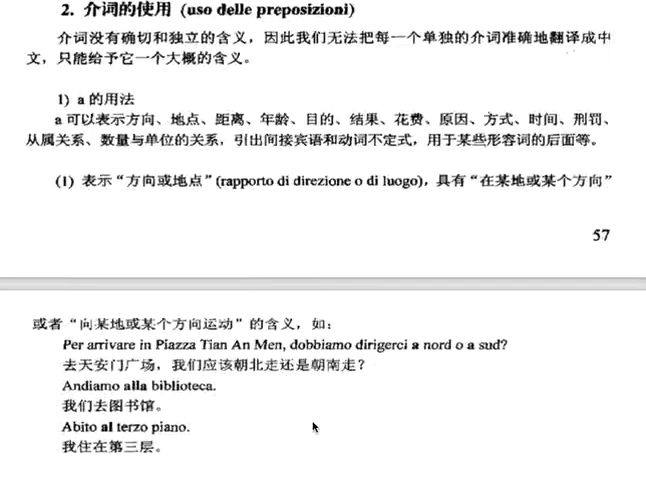 2. 介词的使用 (uso delle preposizioni)
介词没有确切和独立的含义，因此我们无法把每一个单独的介词准确地翻译成中
文，只能给予它一个大概的含义。
1) a 的用法
a 可以表示方向、地点、距离、年龄、目的、结果、花费、原因、方式、时间、刑罚、
从属关系、数量与单位的关系，引出间接宾语和动词不定式，用于某些形容词的后面等。
(1) 表示“方向或地点”(rapporto di direzione o di luogo)，具有“在某地或某个方向”
57
或者“向某地或某个方向运动”的含义，如：
Per arrivare in Piazza Tian An Men, dobbiamo dirigerci a nord o a sud?
去天安门广场，我们应该朝北走还是朝南走？
Andiamo alla biblioteca.
我们去图书馆。
Abito al terzo piano.
我住在第三层。